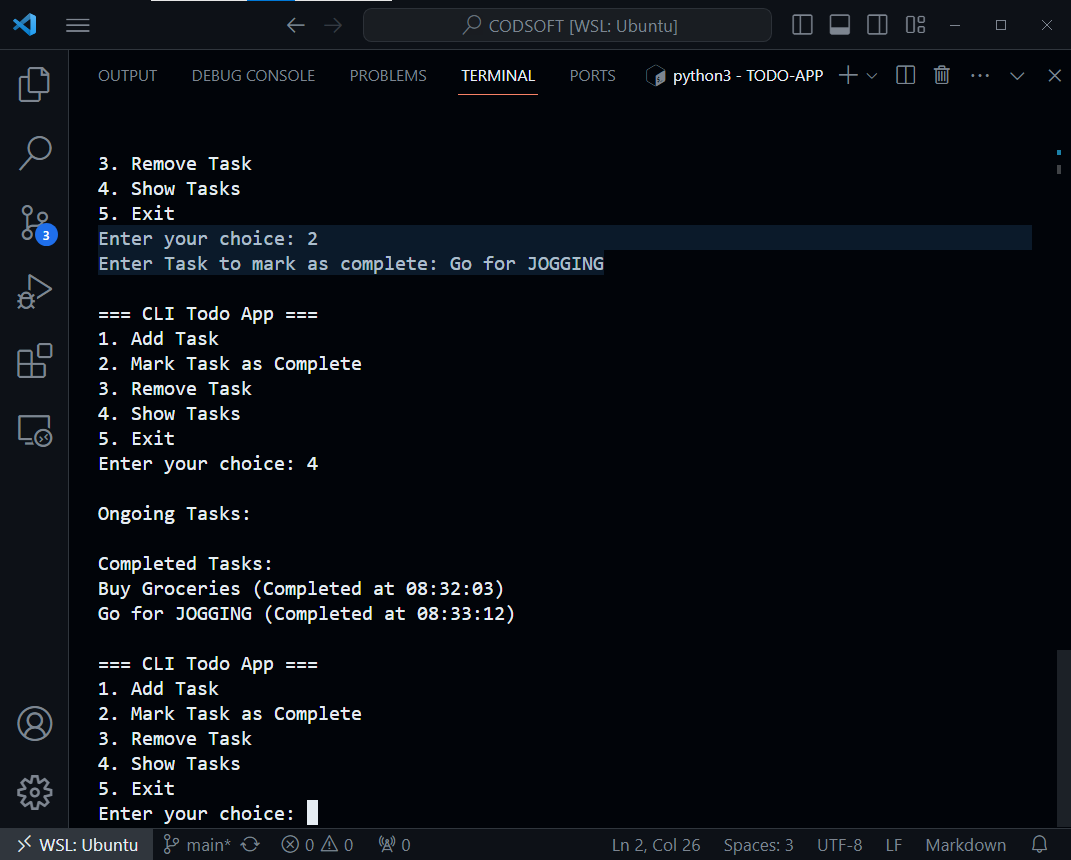 CODSOFT [WSL: Ubuntu]
OUTPUT DEBUG CONSOLE PROBLEMS TERMINAL PORTS python3 - TODO-APP
3. Remove Task
4. Show Tasks
5. Exit
Enter your choice: 2
Enter Task to mark as complete: Go for JOGGING
=== CLI Todo App ===
1. Add Task
2. Mark Task as Complete
3. Remove Task
4. Show Tasks
5. Exit
Enter your choice: 4
Ongoing Tasks:
Completed Tasks:
Buy Groceries (Completed at 08:32:03)
Go for JOGGING (Completed at 08:33:12)
=== CLI Todo App ===
1. Add Task
2. Mark Task as Complete
3. Remove Task
4. Show Tasks
5. Exit
Enter your choice:
3
WSL: Ubuntu main* 0 0 0 Ln 2, Col 26 Spaces: 3 UTF-8 LF Markdown